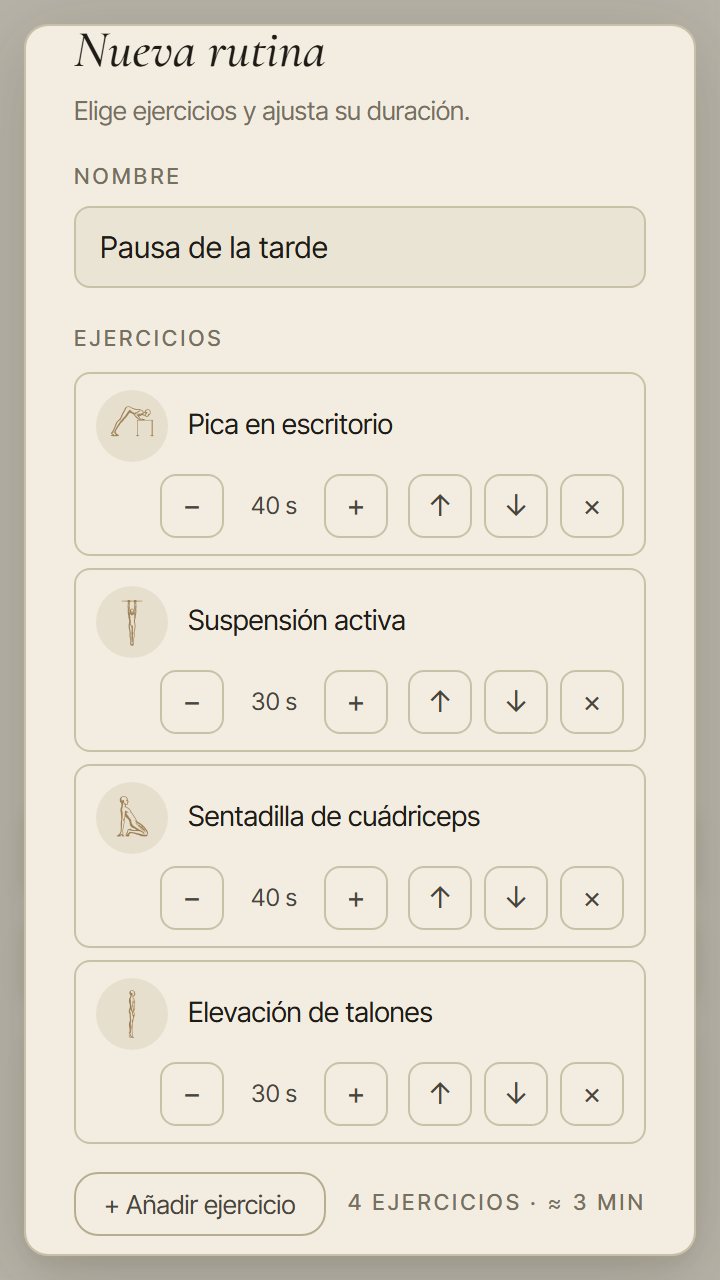 Nueva rutina
Elige ejercicios y ajusta su duración.
NOMBRE
Pausa de la tarde
EJERCICIOS
Pica en escritorio
− 40 s + ↑ ↓ ×
Suspensión activa
− 30 s + ↑ ↓ ×
Sentadilla de cuádriceps
− 40 s + ↑ ↓ ×
Elevación de talones
− 30 s + ↑ ↓ ×
+ Añadir ejercicio 4 EJERCICIOS · ≈ 3 MIN